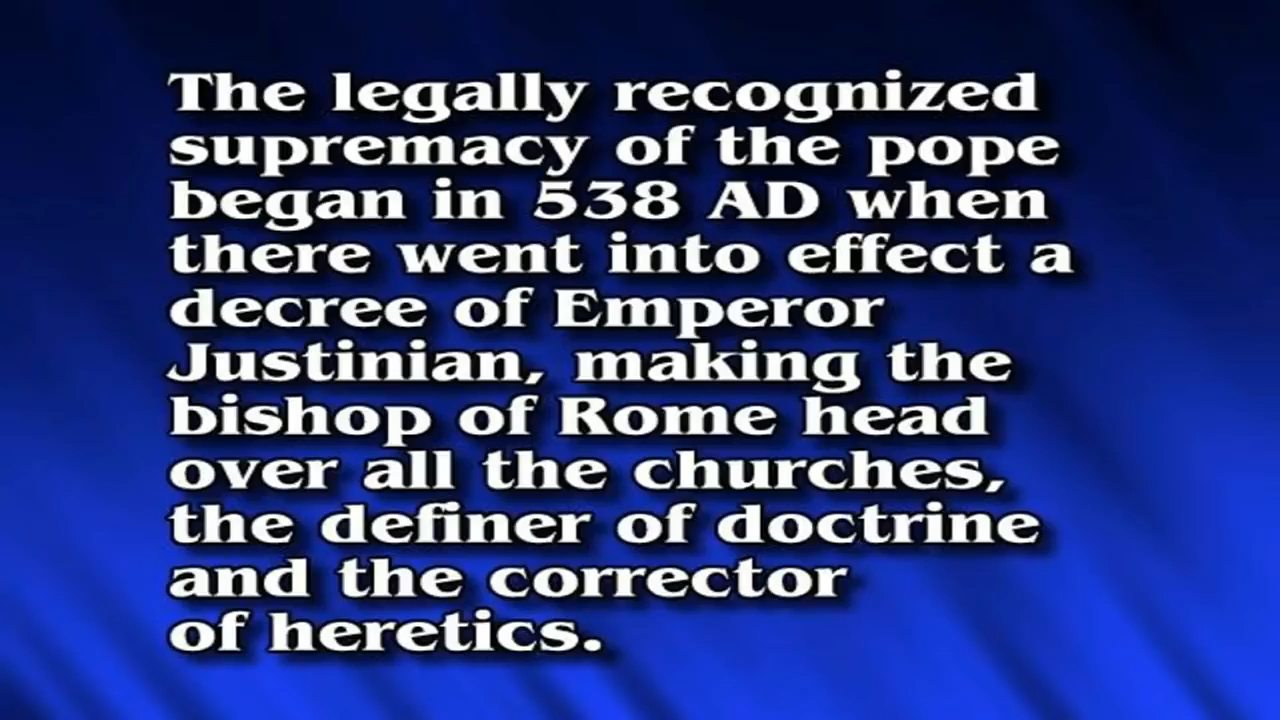 The legally recognized
supremacy of the pope
began in 538 AD when
there went into effect a
decree of Emperor
Justinian, making the
bishop of Rome head
over all the churches,
the definer of doctrine
and the corrector
of heretics.